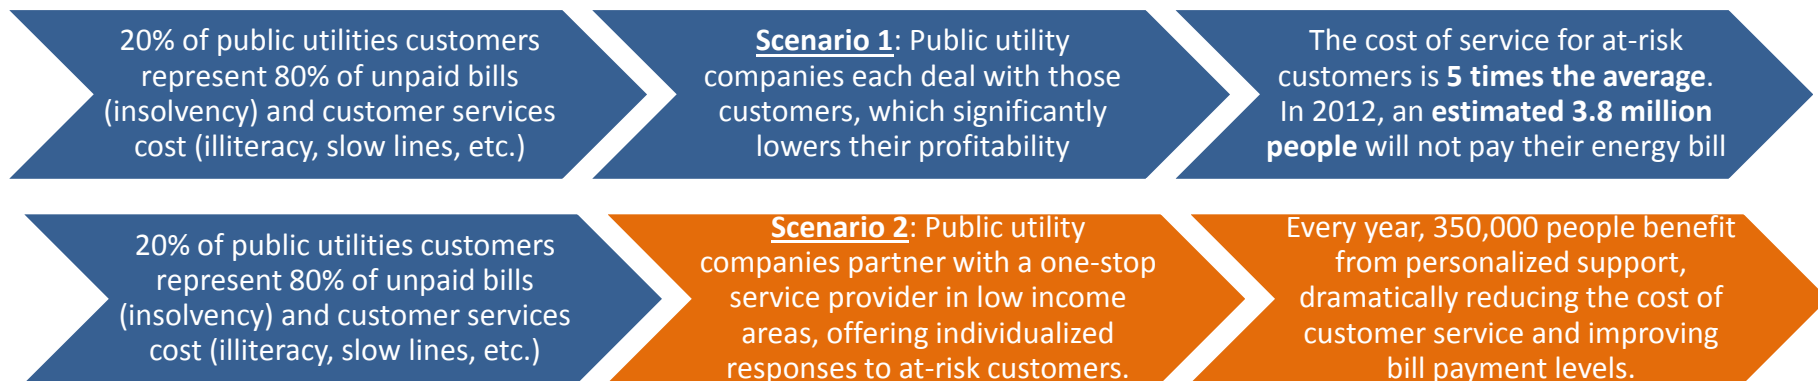 20% of public utilities customers
represent 80% of unpaid bills
(insolvency) and customer services
cost (illiteracy, slow lines, etc.)
Scenario 1: Public utility
companies each deal with those
customers, which significantly
lowers their profitability
The cost of service for at-risk
customers is 5 times the average.
In 2012, an estimated 3.8 million
people will not pay their energy bill
20% of public utilities customers
represent 80% of unpaid bills
(insolvency) and customer services
cost (illiteracy, slow lines, etc.)
Scenario 2: Public utility
companies partner with a one-stop
service provider in low income
areas, offering individualized
responses to at-risk customers.
Every year, 350,000 people benefit
from personalized support,
dramatically reducing the cost of
customer service and improving
bill payment levels.